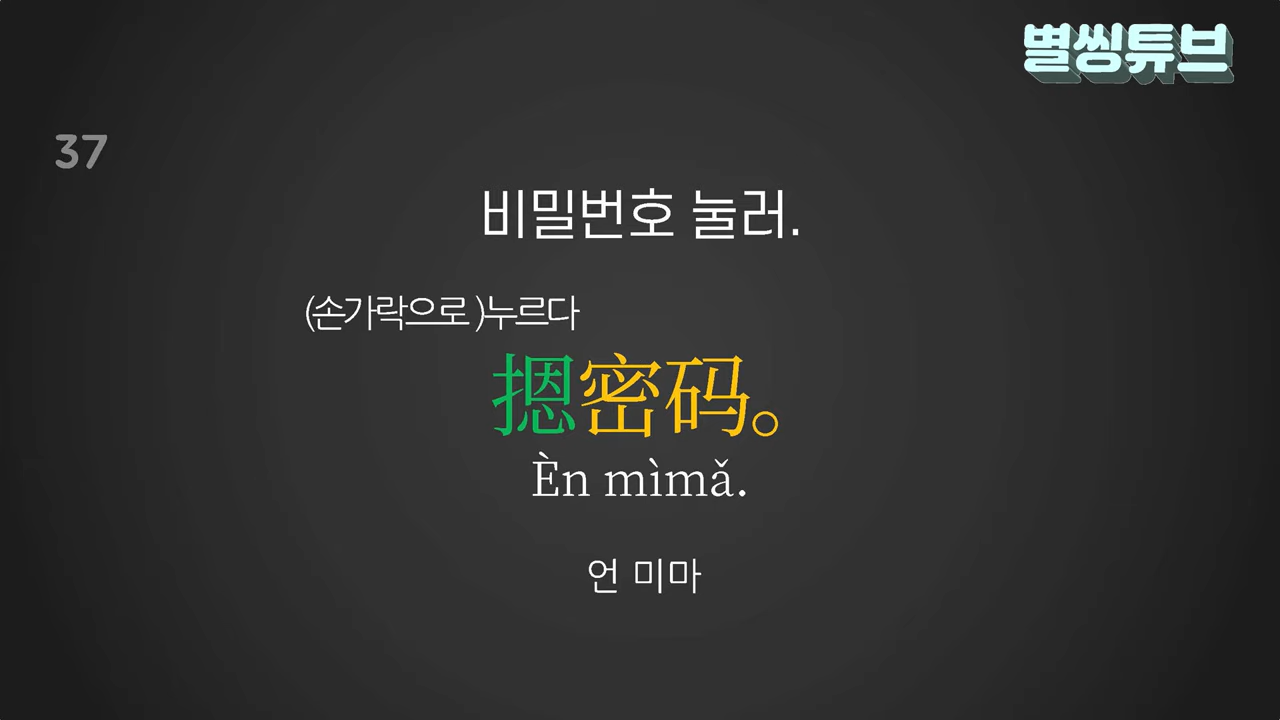 별씽튜브
37
비밀번호 눌러.
(손가락으로 )누르다
摁密码。
Èn mìmǎ.
언 미마